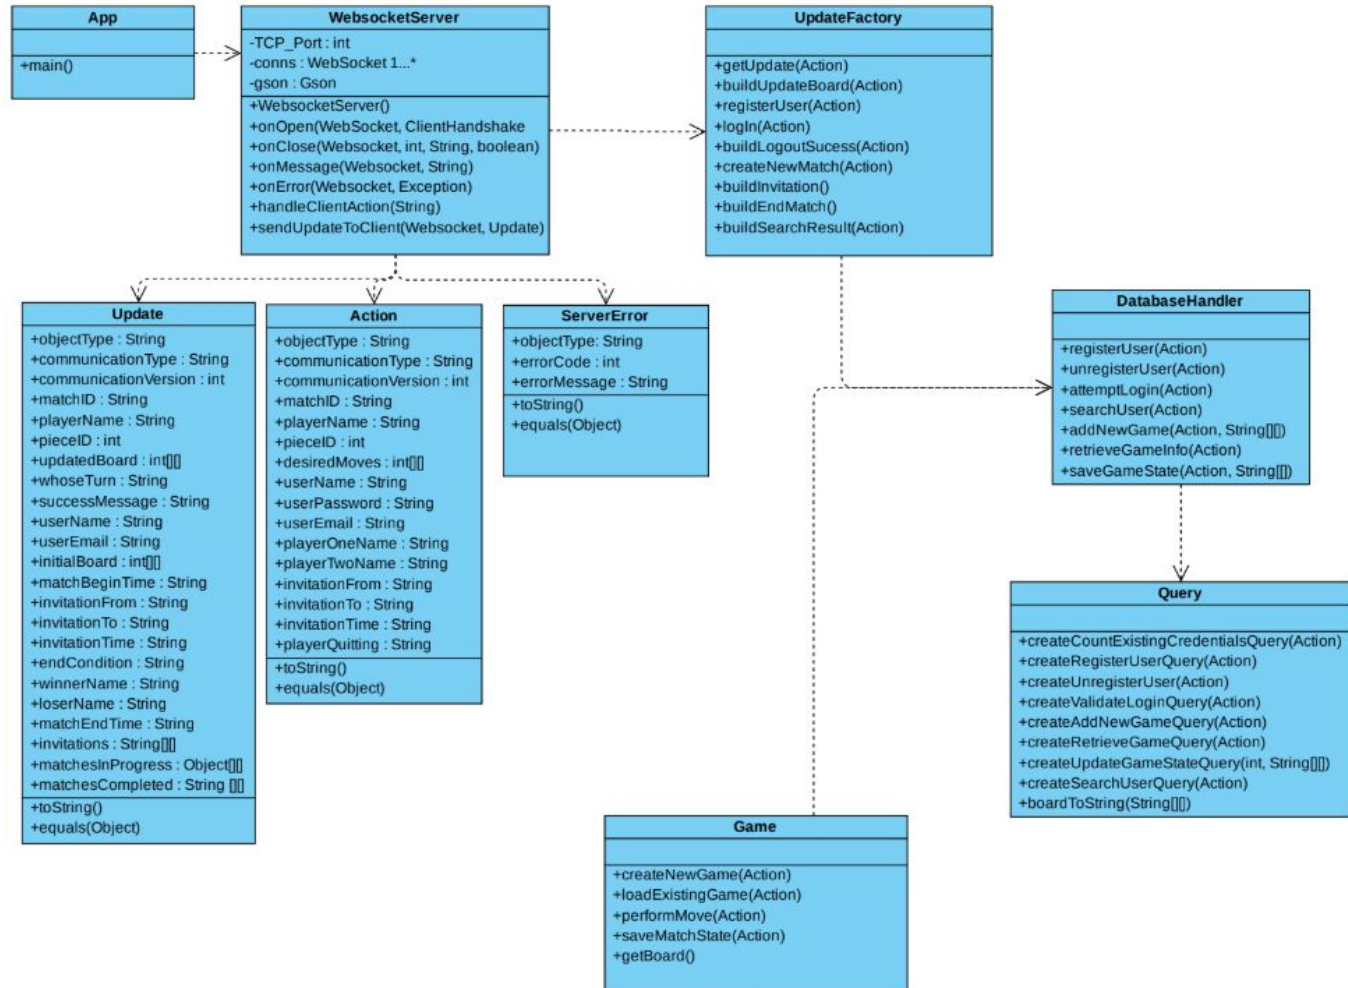 App
+main()
WebsocketServer
-TCP_Port : int
-conns : WebSocket 1...*
-gson : Gson
+WebsocketServer()
+onOpen(WebSocket, ClientHandshake
+onClose(Websocket, int, String, boolean)
+onMessage(Websocket, String)
+onError(Websocket, Exception)
+handleClientAction(String)
+sendUpdateToClient(Websocket, Update)
UpdateFactory
+getUpdate(Action)
+buildUpdateBoard(Action)
+registerUser(Action)
+logIn(Action)
+buildLogoutSucess(Action)
+createNewMatch(Action)
+buildInvitation()
+buildEndMatch()
+buildSearchResult(Action)
Update
+objectType : String
+communicationType : String
+communicationVersion : int
+matchID : String
+playerName : String
+pieceID : int
+updatedBoard : int[][]
+whoseTurn : String
+successMessage : String
+userName : String
+userEmail : String
+initialBoard : int[][]
+matchBeginTime : String
+invitationFrom : String
+invitationTo : String
+invitationTime : String
+endCondition : String
+winnerName : String
+loserName : String
+matchEndTime : String
+invitations : String[][]
+matchesInProgress : Object[][]
+matchesCompleted : String [][]
+toString()
+equals(Object)
Action
+objectType : String
+communicationType : String
+communicationVersion : int
+matchID : String
+playerName : String
+pieceID : int
+desiredMoves : int[][]
+userName : String
+userPassword : String
+userEmail : String
+playerOneName : String
+playerTwoName : String
+invitationFrom : String
+invitationTo : String
+invitationTime : String
+playerQuitting : String
+toString()
+equals(Object)
ServerError
+objectType: String
+errorCode : int
+errorMessage : String
+toString()
+equals(Object)
DatabaseHandler
+registerUser(Action)
+unregisterUser(Action)
+attemptLogin(Action)
+searchUser(Action)
+addNewGame(Action, String[][])
+retrieveGameInfo(Action)
+saveGameState(Action, String[[])
Query
+createCountExistingCredentialsQuery(Action)
+createRegisterUserQuery(Action)
+createUnregisterUser(Action)
+createValidateLoginQuery(Action)
+createAddNewGameQuery(Action)
+createRetrieveGameQuery(Action)
+createUpdateGameStateQuery(int, String[][])
+createSearchUserQuery(Action)
+boardToString(String[][])
Game
+createNewGame(Action)
+loadExistingGame(Action)
+performMove(Action)
+saveMatchState(Action)
+getBoard()